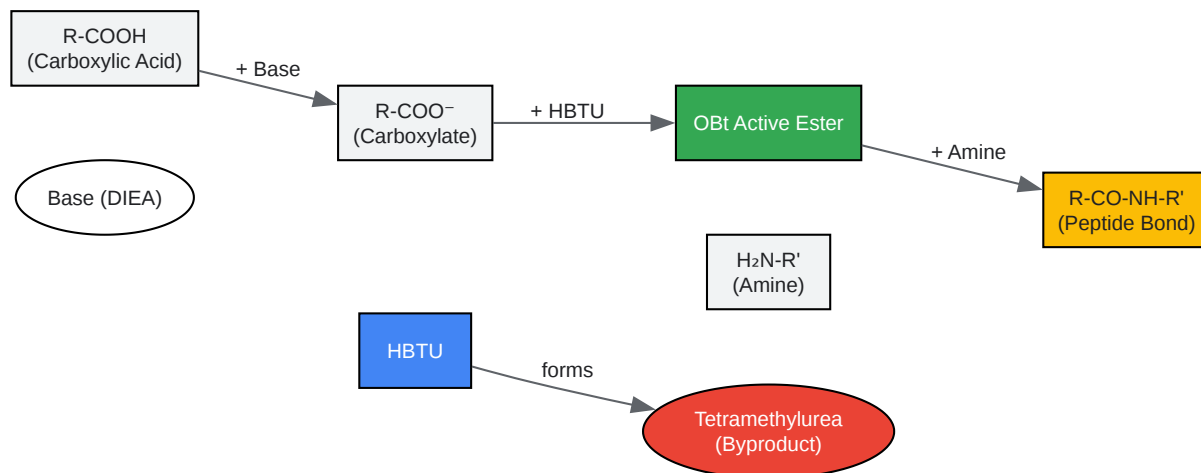 R-COOH
(Carboxylic Acid)
+ Base
R-COO⁻
(Carboxylate)
+ HBTU
OBt Active Ester
+ Amine
R-CO-NH-R'
(Peptide Bond)
Base (DIEA)
H₂N-R'
(Amine)
HBTU
forms
Tetramethylurea
(Byproduct)